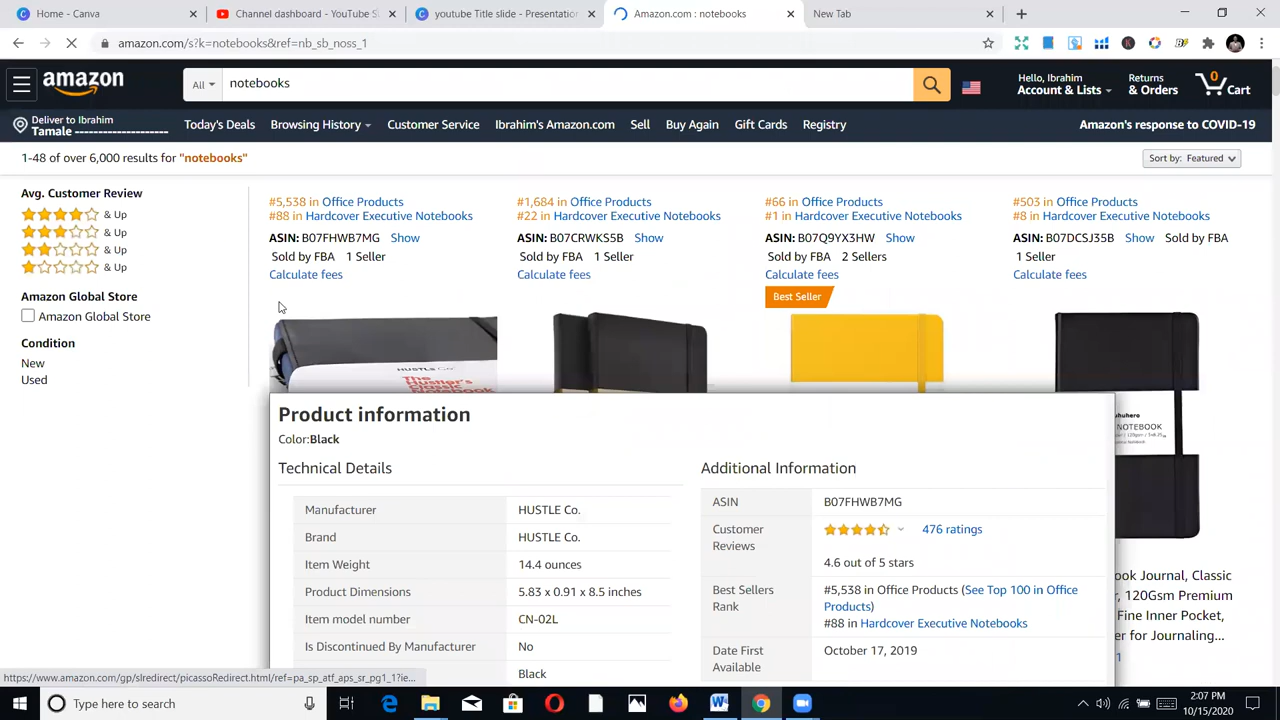 Home - Canva
Channel dashboard - YouTube S
youtube Title slide - Presentation
Amazon.com : notebooks
New Tab
amazon.com/s?k=notebooks&ref=nb_sb_noss_1
amazon
All
notebooks
Hello, Ibrahim
Account & Lists
Returns
& Orders
0
Cart
Deliver to Ibrahim
Tamale
Today's Deals
Browsing History
Customer Service
Ibrahim's Amazon.com
Sell
Buy Again
Gift Cards
Registry
Amazon's response to COVID-19
1-48 of over 6,000 results for "notebooks"
Sort by: Featured
Avg. Customer Review
& Up
& Up
& Up
& Up
Amazon Global Store
Amazon Global Store
Condition
New
Used
#5,538 in Office Products
#88 in Hardcover Executive Notebooks
ASIN: B07FHWB7MG Show
Sold by FBA 1 Seller
Calculate fees
#1,684 in Office Products
#22 in Hardcover Executive Notebooks
ASIN: B07CRWKS5B Show
Sold by FBA 1 Seller
Calculate fees
#66 in Office Products
#1 in Hardcover Executive Notebooks
ASIN: B07Q9YX3HW Show
Sold by FBA 2 Sellers
Calculate fees
Best Seller
#503 in Office Products
#8 in Hardcover Executive Notebooks
ASIN: B07DCSJ35B Show Sold by FBA
1 Seller
Calculate fees
HUSTLE Co.
The
Hustler's
Classic
Notebook
NOTEBOOK
ook Journal, Classic
r, 120Gsm Premium
Fine Inner Pocket,
er for Journaling...
Product information
Color:Black
Technical Details
Manufacturer HUSTLE Co.
Brand HUSTLE Co.
Item Weight 14.4 ounces
Product Dimensions 5.83 x 0.91 x 8.5 inches
Item model number CN-02L
Is Discontinued By Manufacturer No
Black
Additional Information
ASIN B07FHWB7MG
Customer
Reviews
476 ratings
4.6 out of 5 stars
Best Sellers
Rank
#5,538 in Office Products (See Top 100 in Office
Products)
#88 in Hardcover Executive Notebooks
Date First
Available
October 17, 2019
https://www.amazon.com/gp/slredirect/picassoRedirect.html/ref=pa_sp_atf_aps_sr_pg1_1?ie...
Type here to search
2:07 PM
10/15/2020